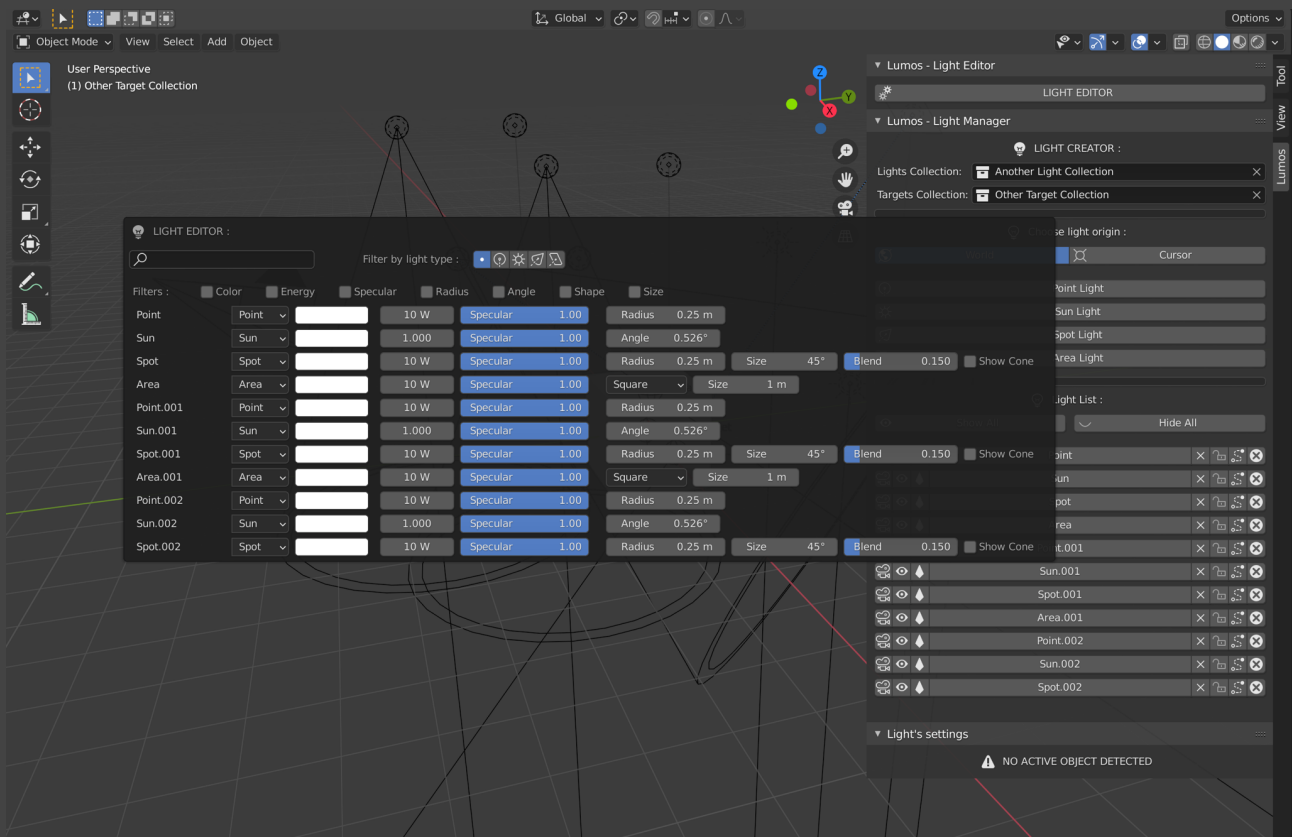 Global
Options
Object Mode View Select Add Object
User Perspective
(1) Other Target Collection
Z
Y
X
Lumos - Light Editor
LIGHT EDITOR
Lumos - Light Manager
LIGHT CREATOR :
Lights Collection: Another Light Collection
Targets Collection: Other Target Collection
light origin :
Cursor
Point Light
Sun Light
Spot Light
Area Light
Light List :
Hide All
Tool
View
Lumos
LIGHT EDITOR :
Filter by light type :
Filters : Color Energy Specular Radius Angle Shape Size
Point Point 10 W Specular 1.00 Radius 0.25 m
Sun Sun 1.000 Specular 1.00 Angle 0.526°
Spot Spot 10 W Specular 1.00 Radius 0.25 m Size 45° Blend 0.150 Show Cone
Area Area 10 W Specular 1.00 Square Size 1 m
Point.001 Point 10 W Specular 1.00 Radius 0.25 m
Sun.001 Sun 1.000 Specular 1.00 Angle 0.526°
Spot.001 Spot 10 W Specular 1.00 Radius 0.25 m Size 45° Blend 0.150 Show Cone
Area.001 Area 10 W Specular 1.00 Square Size 1 m
Point.002 Point 10 W Specular 1.00 Radius 0.25 m
Sun.002 Sun 1.000 Specular 1.00 Angle 0.526°
Spot.002 Spot 10 W Specular 1.00 Radius 0.25 m Size 45° Blend 0.150 Show Cone
Sun.001
Spot.001
Area.001
Point.002
Sun.002
Spot.002
Light's settings
NO ACTIVE OBJECT DETECTED